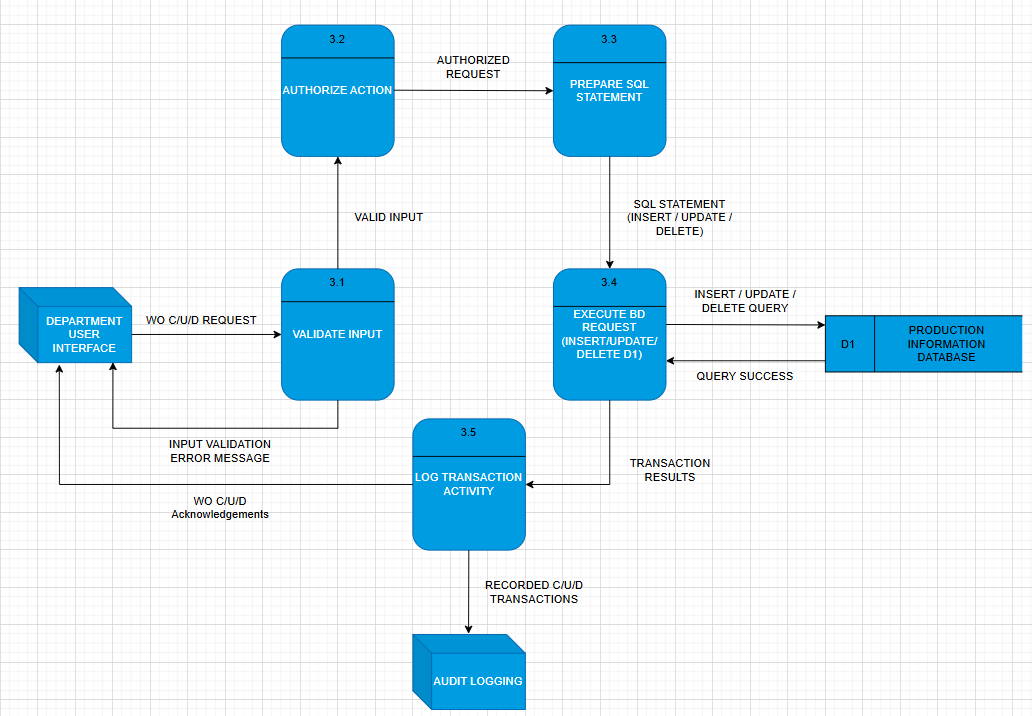 3.2
AUTHORIZE ACTION
AUTHORIZED
REQUEST
3.3
PREPARE SQL
STATEMENT
VALID INPUT
SQL STATEMENT
(INSERT / UPDATE /
DELETE)
DEPARTMENT
USER
INTERFACE
WO C/U/D REQUEST
3.1
VALIDATE INPUT
3.4
EXECUTE BD
REQUEST
(INSERT/UPDATE/
DELETE D1)
INSERT / UPDATE /
DELETE QUERY
D1
PRODUCTION
INFORMATION
DATABASE
QUERY SUCCESS
INPUT VALIDATION
ERROR MESSAGE
3.5
LOG TRANSACTION
ACTIVITY
TRANSACTION
RESULTS
WO C/U/D
Acknowledgements
RECORDED C/U/D
TRANSACTIONS
AUDIT LOGGING